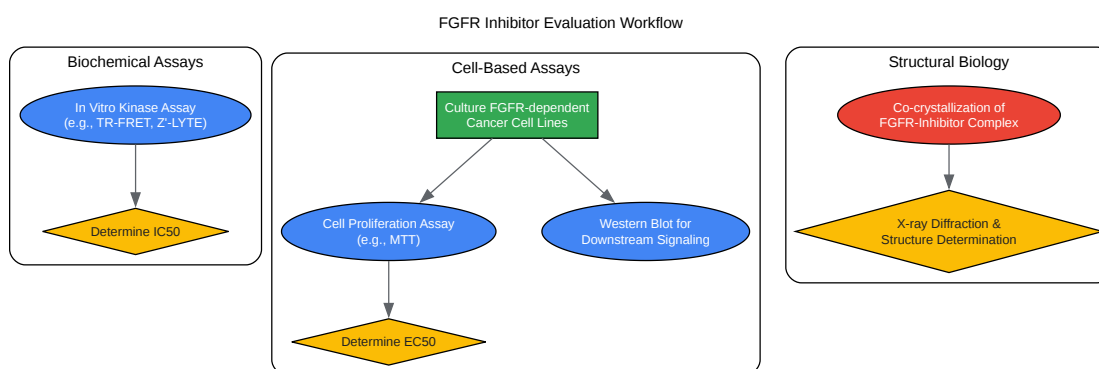 FGFR Inhibitor Evaluation Workflow
Biochemical Assays
In Vitro Kinase Assay
(e.g., TR-FRET, Z'-LYTE)
Determine IC50
Cell-Based Assays
Culture FGFR-dependent
Cancer Cell Lines
Cell Proliferation Assay
(e.g., MTT)
Western Blot for
Downstream Signaling
Determine EC50
Structural Biology
Co-crystallization of
FGFR-Inhibitor Complex
X-ray Diffraction &
Structure Determination